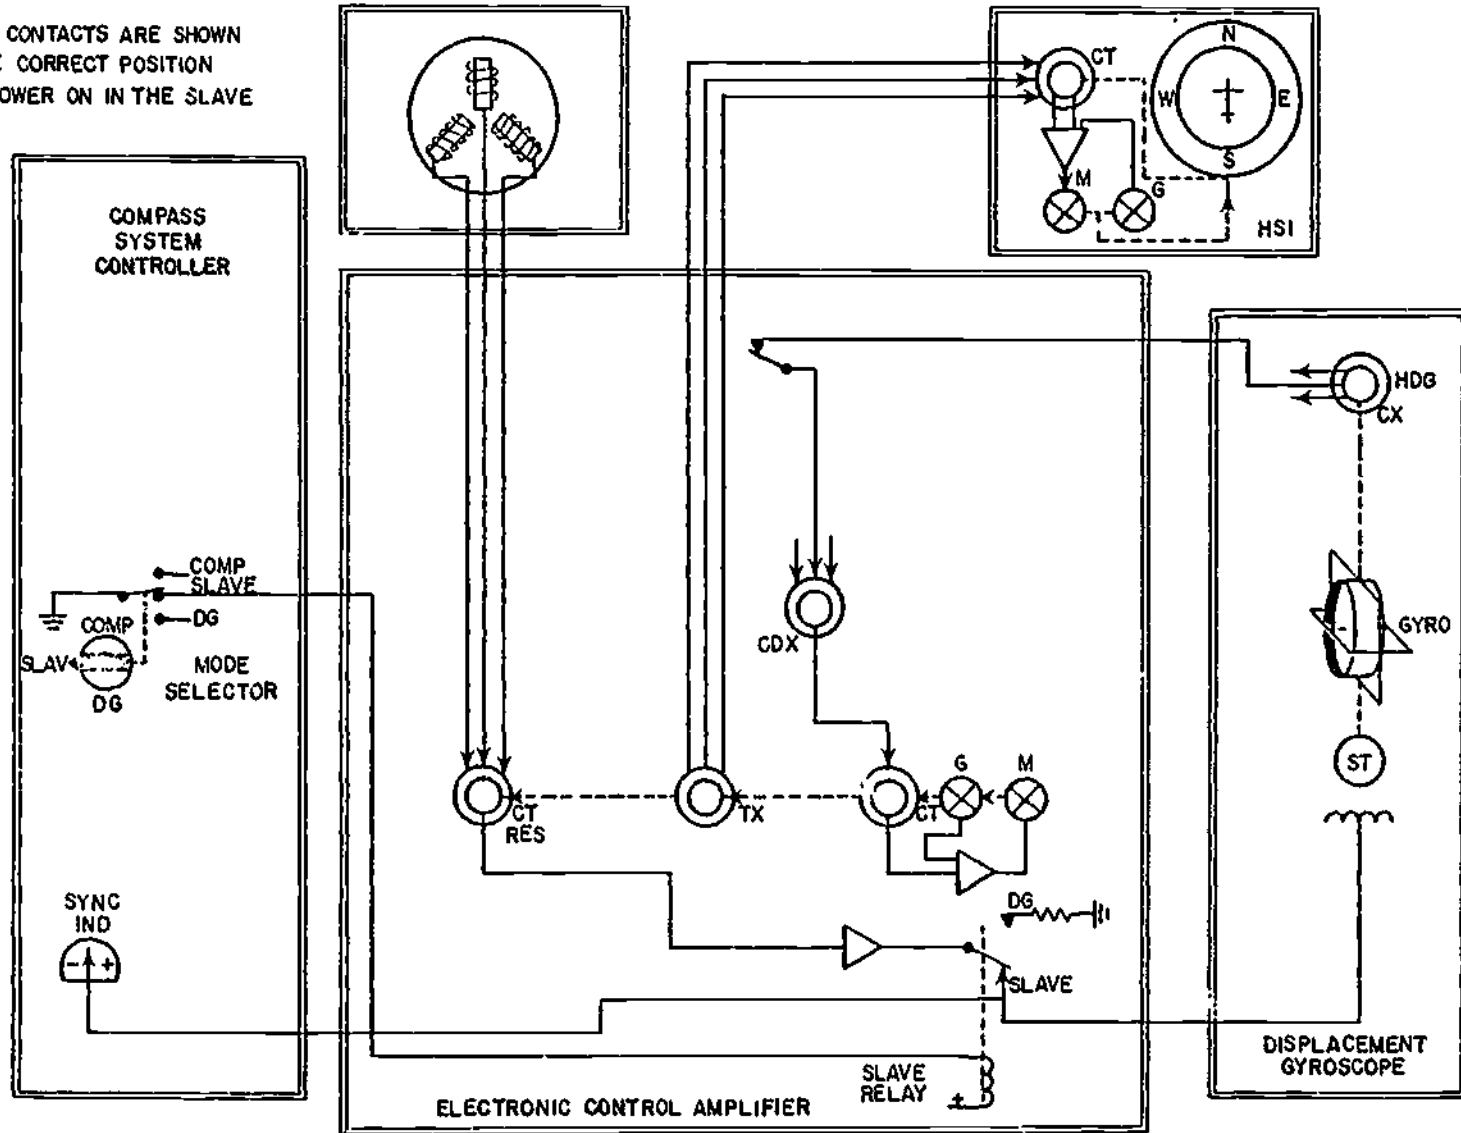 CONTACTS ARE SHOWN
CORRECT POSITION
POWER ON IN THE SLAVE
COMPASS
SYSTEM
CONTROLLER
COMP
SLAVE
DG
COMP
SLAV
DG
MODE
SELECTOR
SYNC
IND
- +
CT
N
W
E
S
M
G
HSI
HDG
CX
GYRO
ST
DISPLACEMENT
GYROSCOPE
CDX
CT
RES
TX
CT
G
M
DG
SLAVE
SLAVE
RELAY
+
ELECTRONIC CONTROL AMPLIFIER